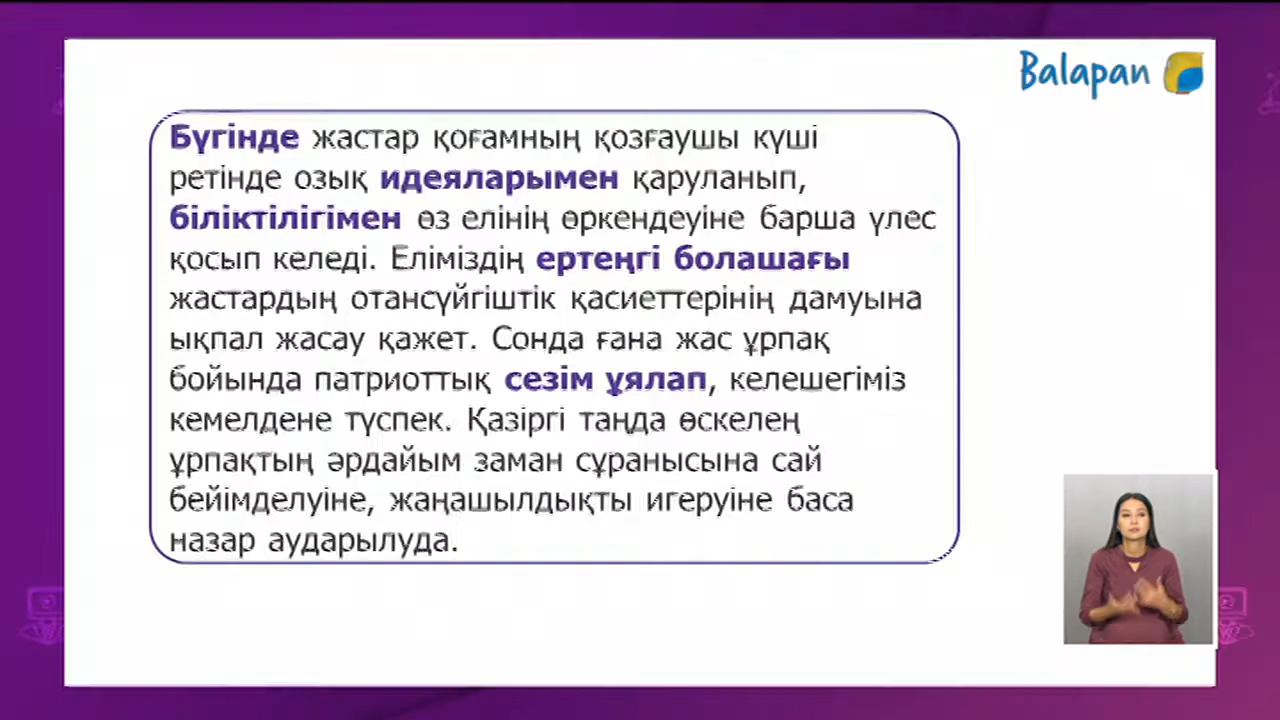 Balapan
Бүгінде жастар қоғамның қозғаушы күші
ретінде озық идеяларымен қаруланып,
біліктілігімен өз елінің өркендеуіне барша үлес
қосып келеді. Еліміздің ертеңгі болашағы
жастардың отансүйгіштік қасиеттерінің дамуына
ықпал жасау қажет. Сонда ғана жас ұрпақ
бойында патриоттық сезім ұялап, келешегіміз
кемелдене түспек. Қазіргі таңда өскелең
ұрпақтың әрдайым заман сұранысына сай
бейімделуіне, жаңашылдықты игеруіне баса
назар аударылуда.